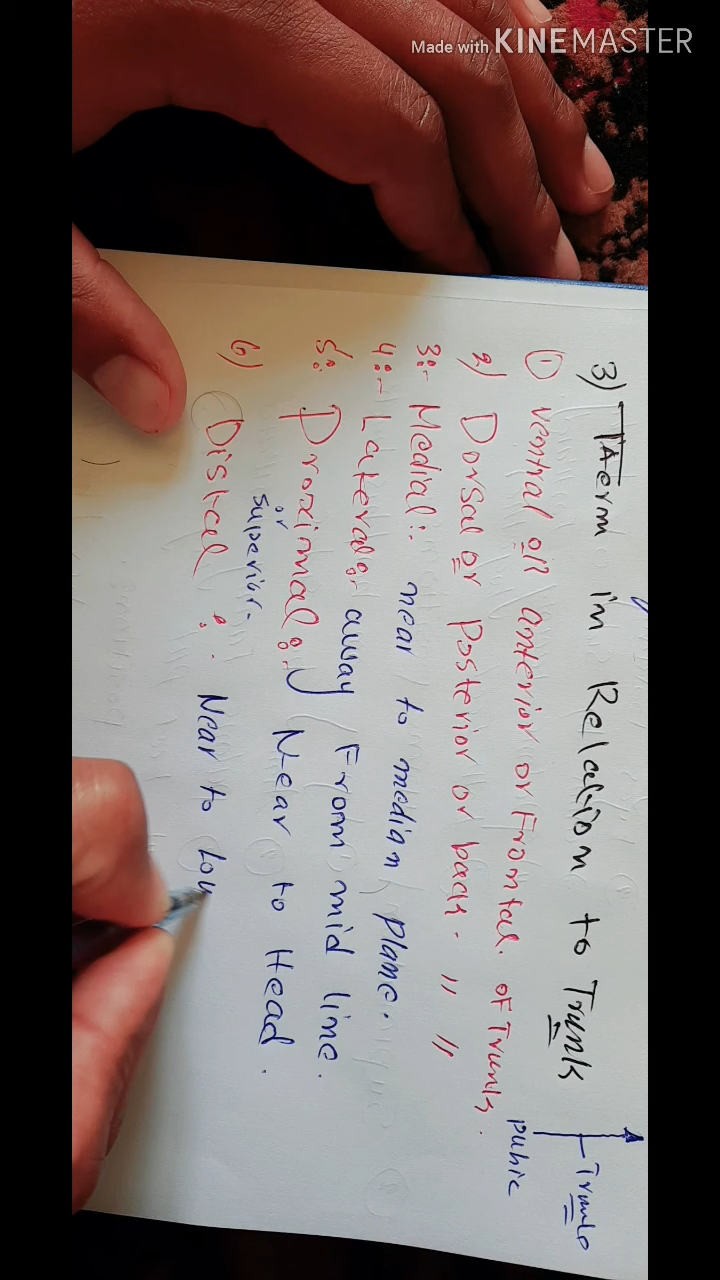 Made with KINEMASTER
3) Term in Relation to Trunk
Trunk
1) ventral or anterior or Frontal. of Trunk.
Pubic
2) Dorsal or Posterior or back. " "
3:- Medial:. near to median plane.
4:- Lateral:. away From mid line.
5:. Proximal:. Near to Head.
or superior.
6) Distal :. Near to Low